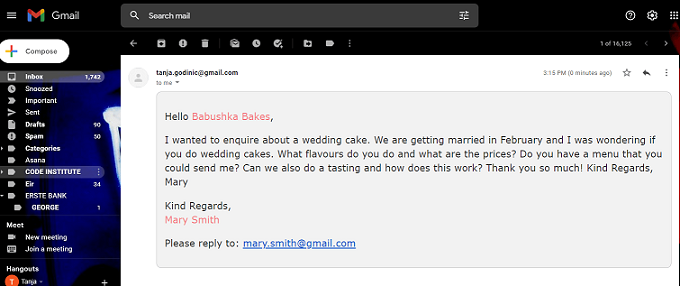 Gmail
Search mail
Compose
1 of 16,125
Inbox 1,742
Snoozed
Important
Sent
Drafts 90
Spam 50
Categories
Asana
CODE INSTITUTE
Eir 34
ERSTE BANK
GEORGE 1
Meet
New meeting
Join a meeting
Hangouts
Tanja
tanja.godinic@gmail.com
3:15 PM (0 minutes ago)
to me
Hello Babushka Bakes,
I wanted to enquire about a wedding cake. We are getting married in February and I was wondering if
you do wedding cakes. What flavours do you do and what are the prices? Do you have a menu that you
could send me? Can we also do a tasting and how does this work? Thank you so much! Kind Regards,
Mary
Kind Regards,
Mary Smith
Please reply to: mary.smith@gmail.com